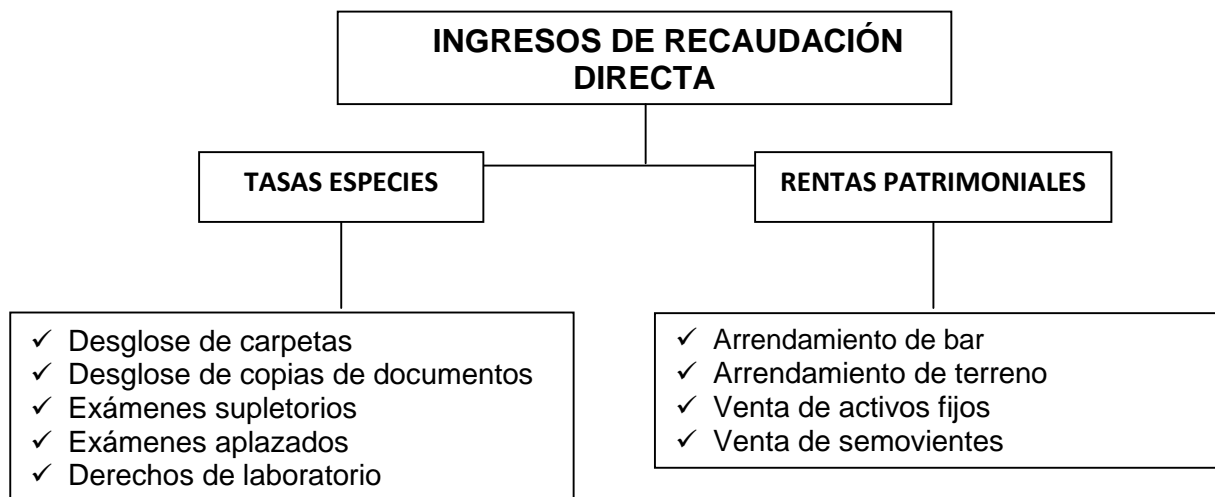 INGRESOS DE RECAUDACIÓN
DIRECTA
TASAS ESPECIES
RENTAS PATRIMONIALES
✓ Desglose de carpetas
✓ Desglose de copias de documentos
✓ Exámenes supletorios
✓ Exámenes aplazados
✓ Derechos de laboratorio
✓ Arrendamiento de bar
✓ Arrendamiento de terreno
✓ Venta de activos fijos
✓ Venta de semovientes